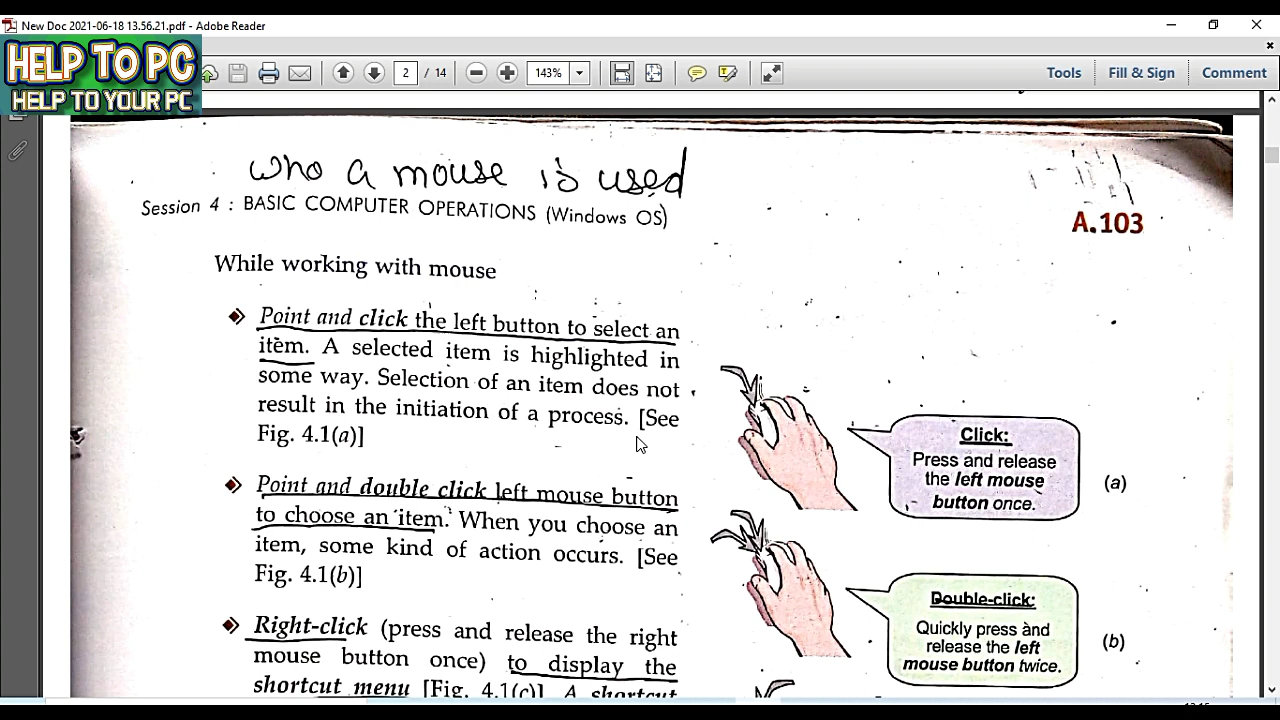 New Doc 2021-06-18 13.56.21.pdf - Adobe Reader
HELP TO PC
HELP TO YOUR PC
2 / 14
143%
Tools
Fill & Sign
Comment
who a mouse is used
Session 4 : BASIC COMPUTER OPERATIONS (Windows OS)
A.103
While working with mouse
Point and click the left button to select an
item. A selected item is highlighted in
some way. Selection of an item does not
result in the initiation of a process. [See
Fig. 4.1(a)]
Click:
Press and release
the left mouse
button once.
(a)
Point and double click left mouse button
to choose an item. When you choose an
item, some kind of action occurs. [See
Fig. 4.1(b)]
Double-click:
Quickly press and
release the left
mouse button twice.
(b)
Right-click (press and release the right
mouse button once) to display the
shortcut menu [Fig. 4.1(c)]. A shortcut